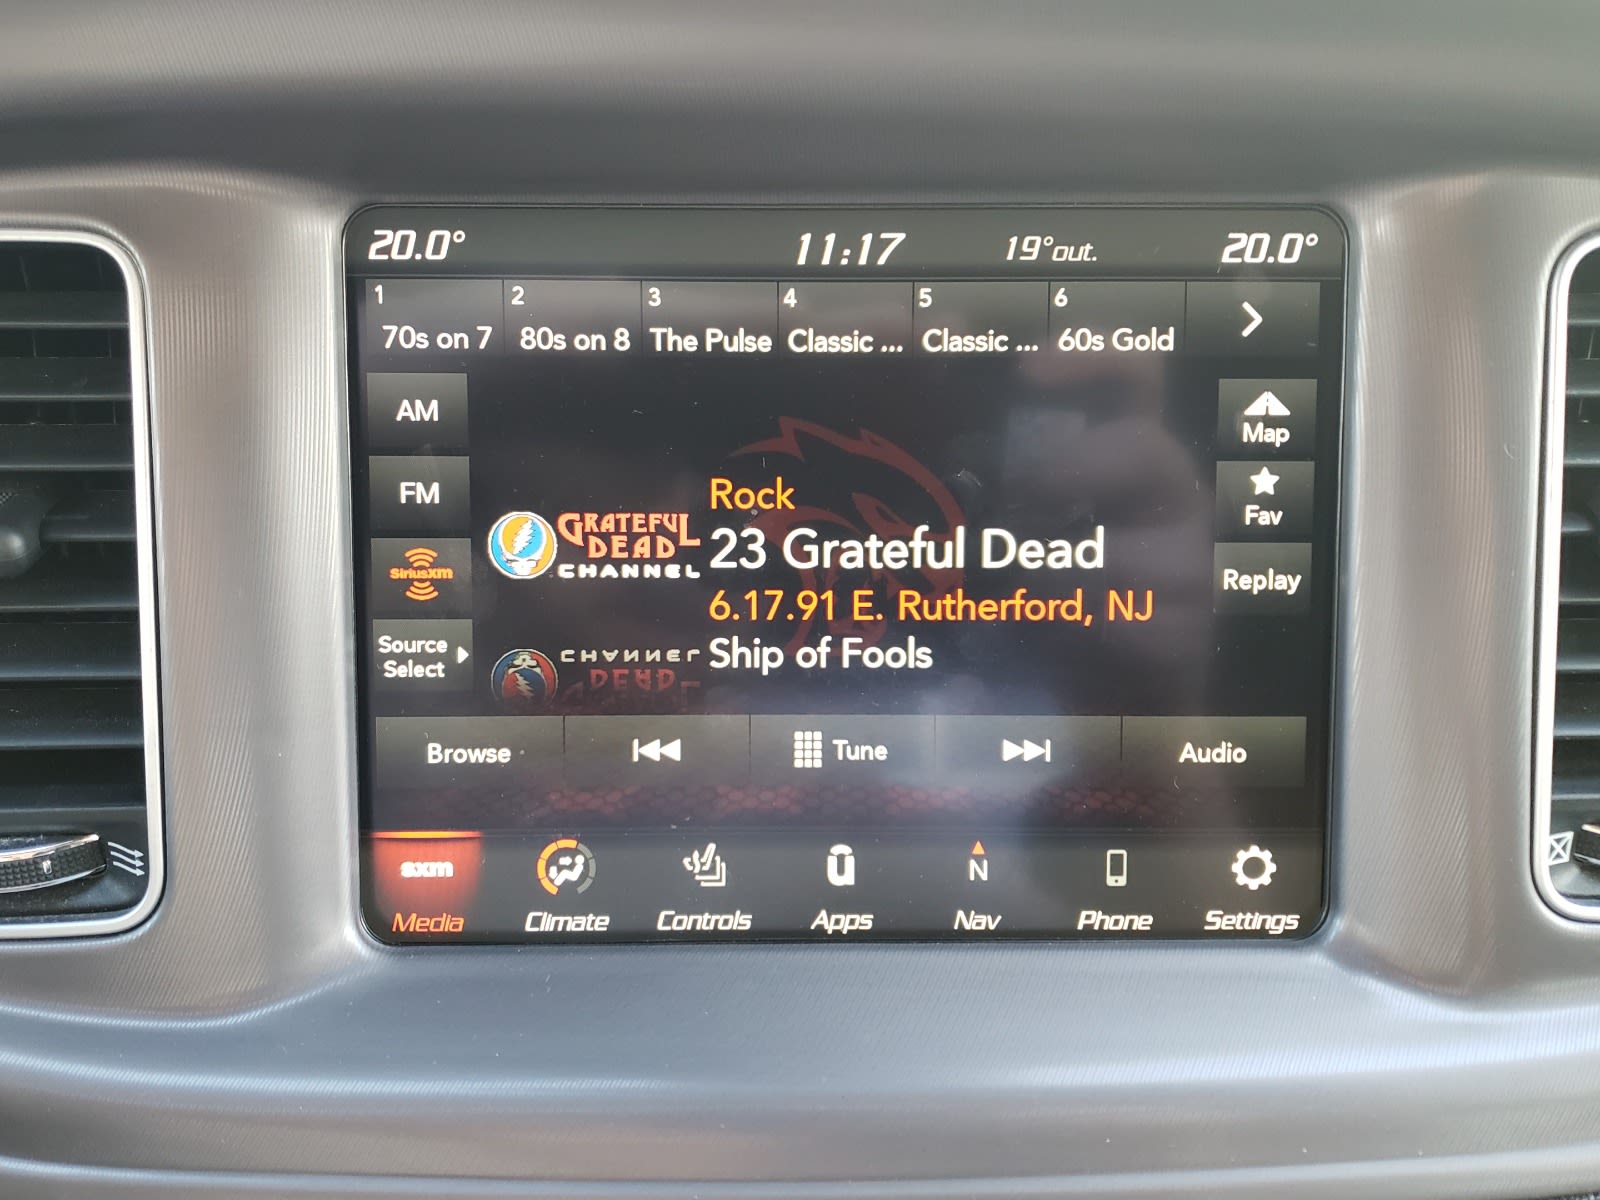 20.0° 11:17 19°out. 20.0°
1 2 3 4 5 6
70s on 7 80s on 8 The Pulse Classic ... Classic ... 60s Gold
AM
Map
FM
Fav
SiriusXM
Replay
Source
Select
GRATEFUL
DEAD
CHANNEL
Rock
23 Grateful Dead
6.17.91 E. Rutherford, NJ
Ship of Fools
CHANNEL
DEAD
Browse Tune Audio
sxm ū N
Media Climate Controls Apps Nav Phone Settings